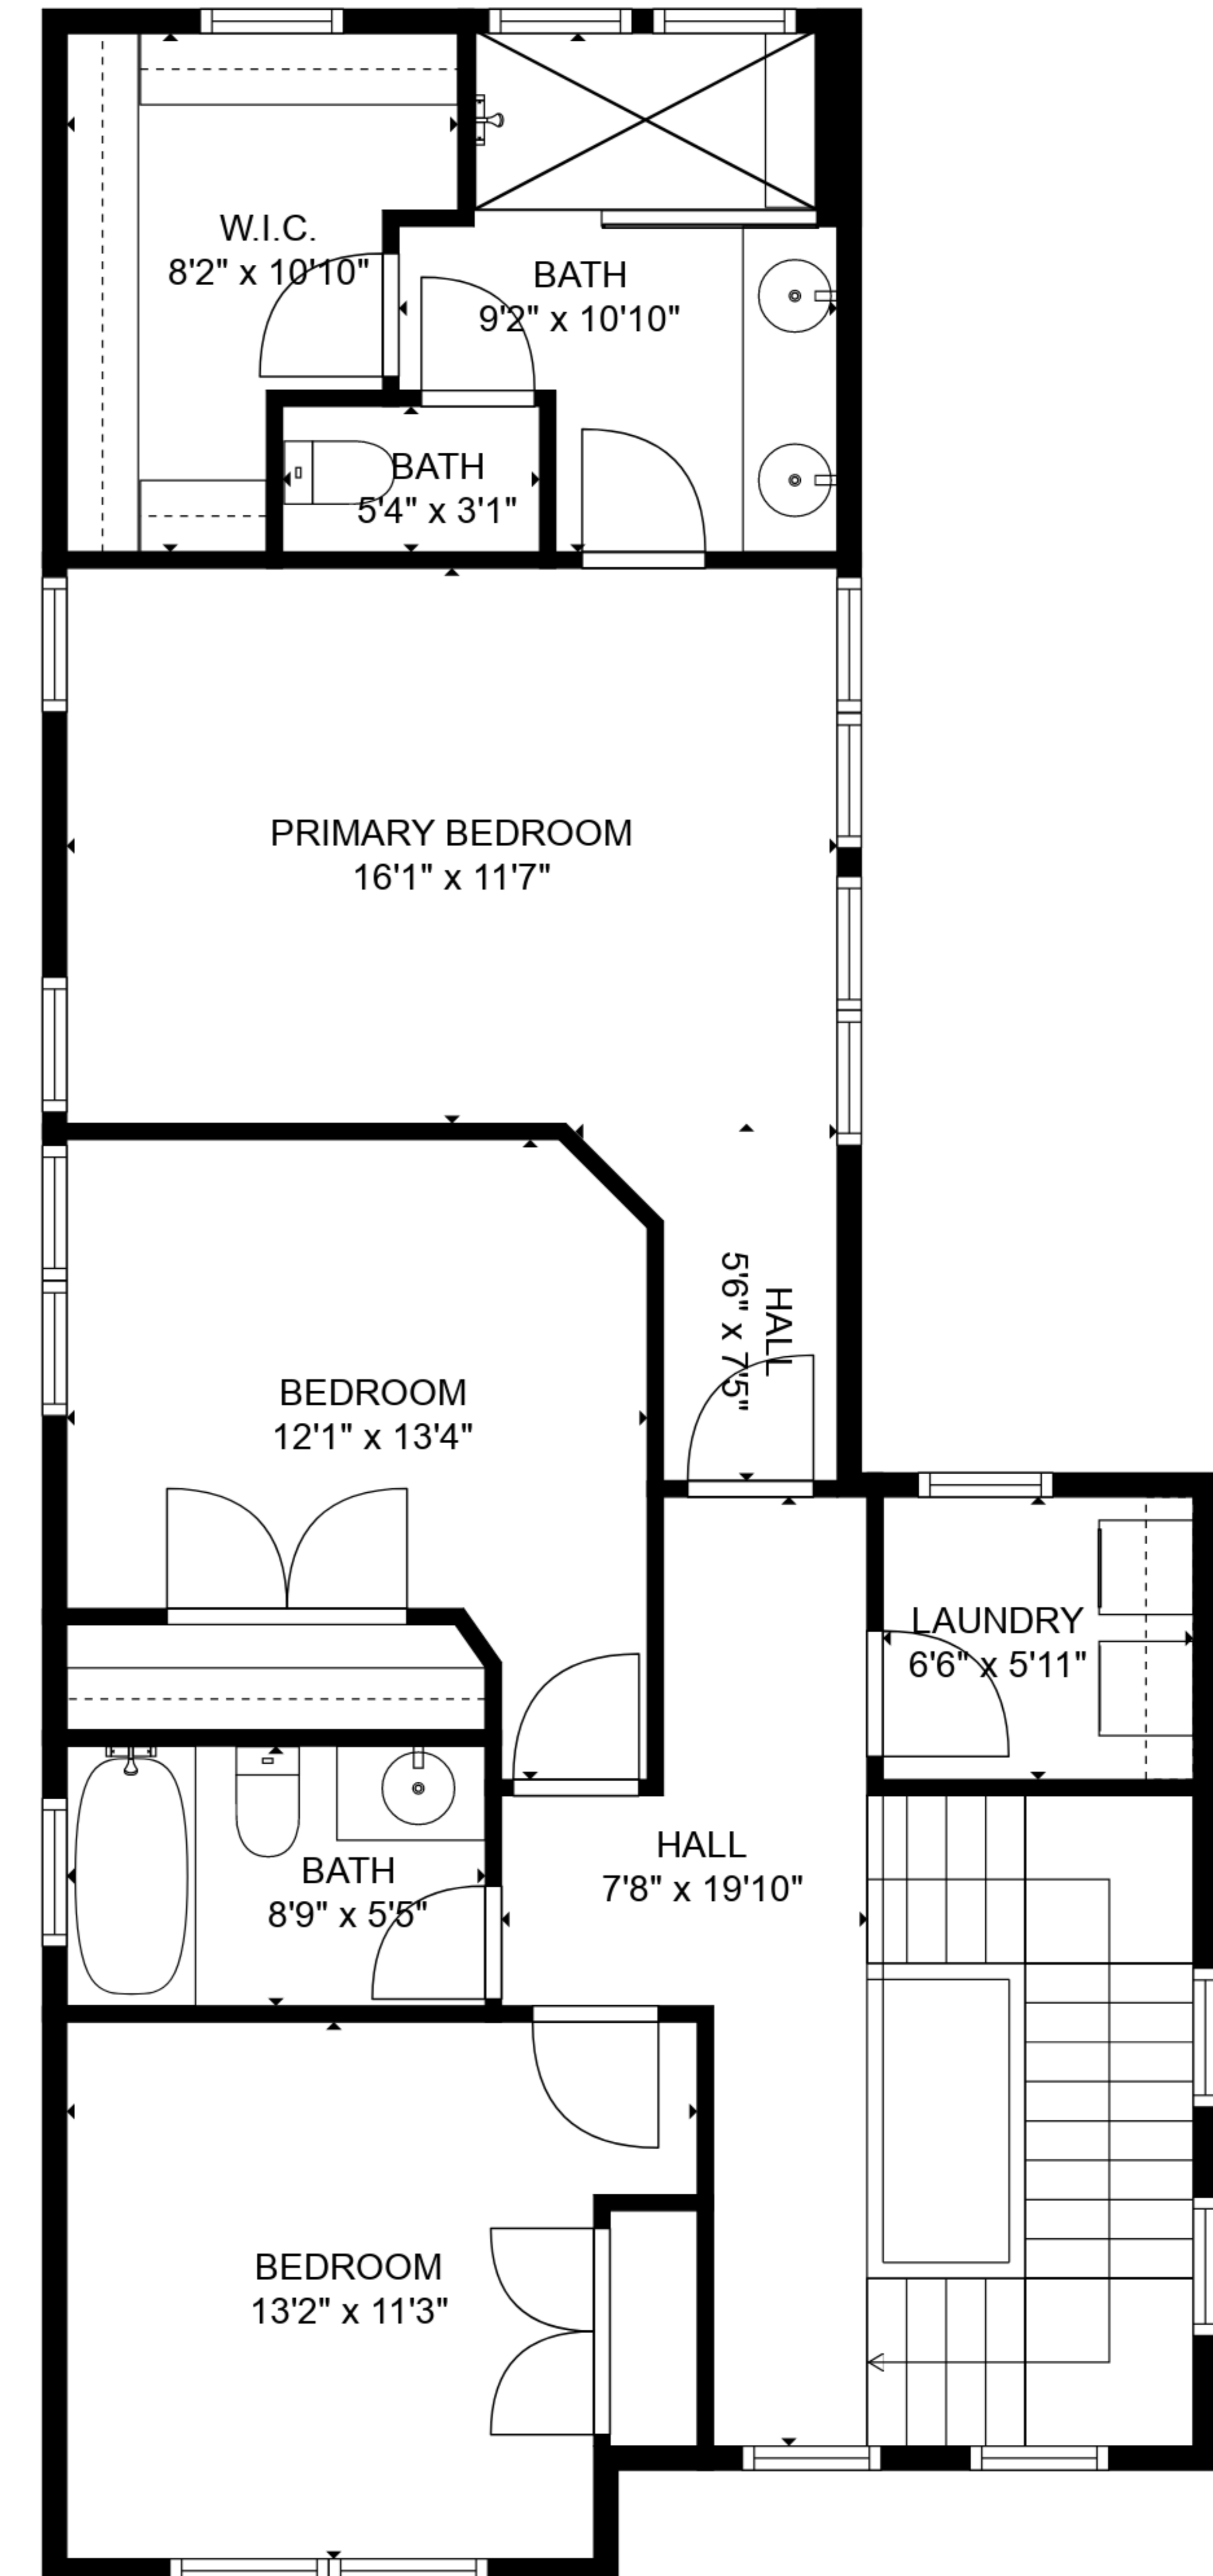 W.I.C.
8'2" x 10'10"
BATH
9'2" x 10'10"
BATH
5'4" x 3'1"
PRIMARY BEDROOM
16'1" x 11'7"
HALL
5'6" x 7'5"
BEDROOM
12'1" x 13'4"
LAUNDRY
6'6" x 5'11"
HALL
7'8" x 19'10"
BATH
8'9" x 5'5"
BEDROOM
13'2" x 11'3"